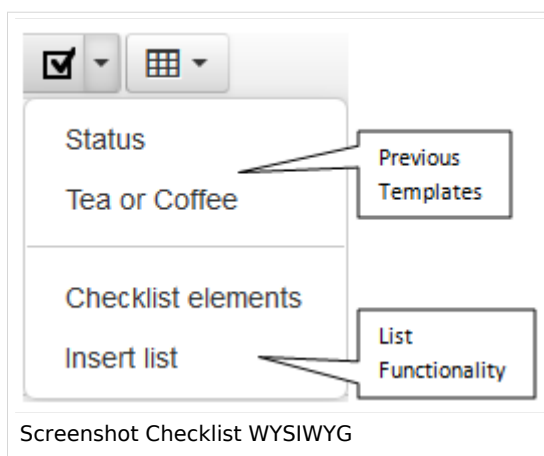 Status
Tea or Coffee
Previous
Templates
Checklist elements
Insert list
List
Functionality
Screenshot Checklist WYSIWYG